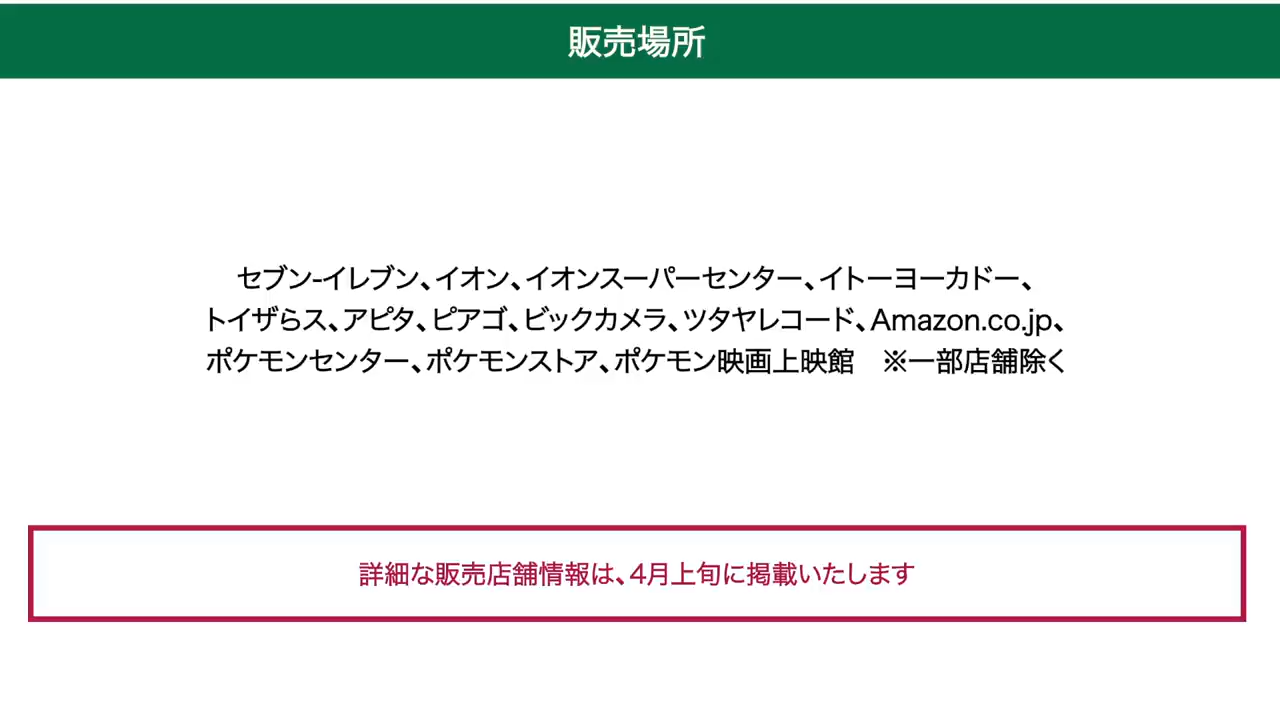 販売場所
セブン-イレブン、イオン、イオンスーパーセンター、イトーヨーカドー、
トイザらス、アピタ、ピアゴ、ビックカメラ、ツタヤレコード、Amazon.co.jp、
ポケモンセンター、ポケモンストア、ポケモン映画上映館　※一部店舗除く
詳細な販売店舗情報は、4月上旬に掲載いたします